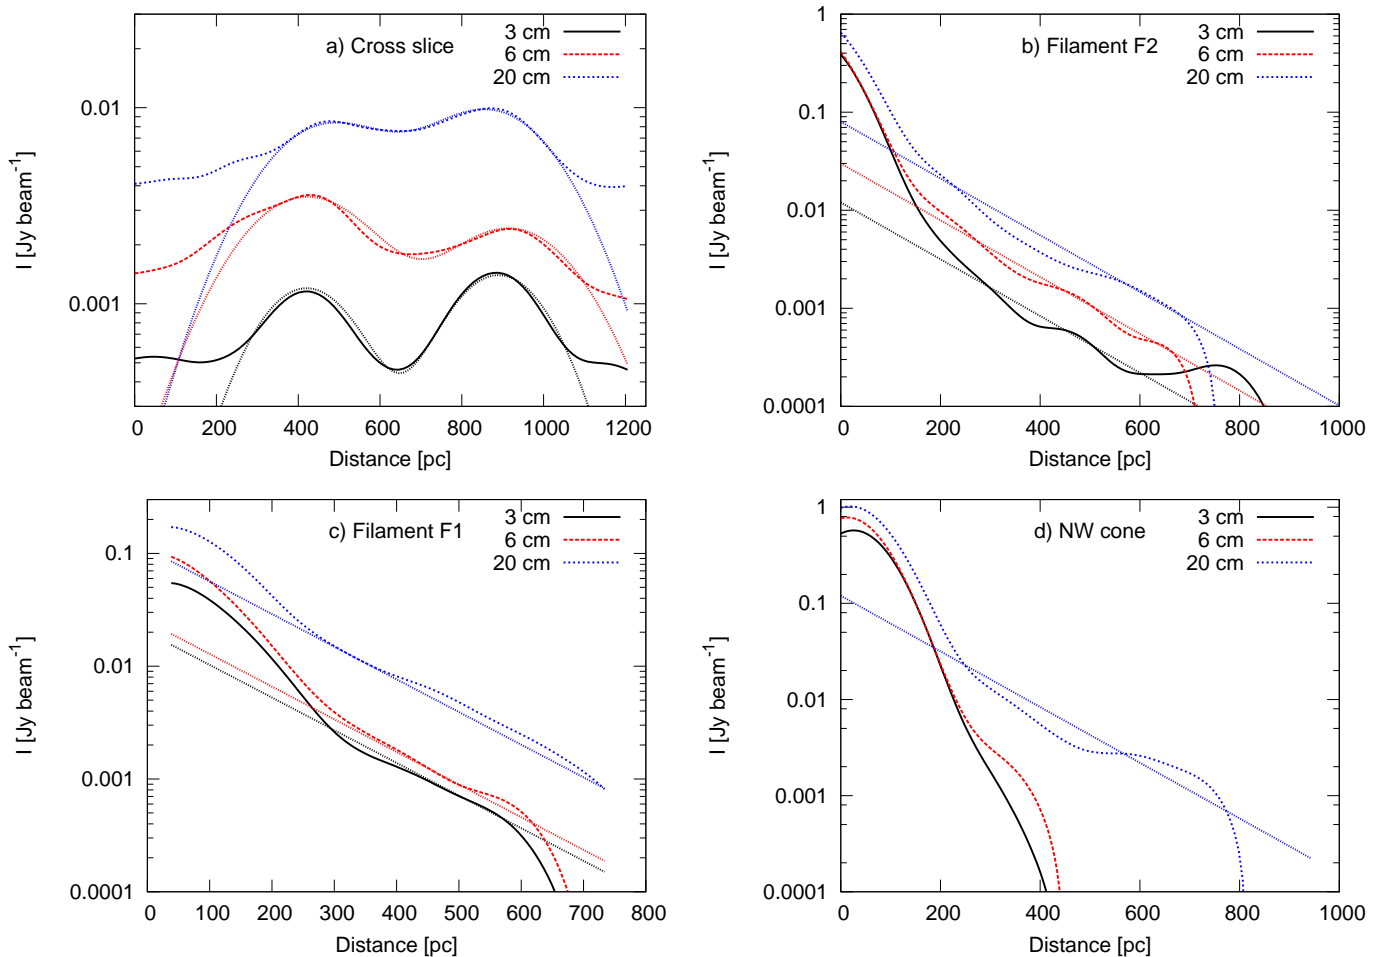 a) Cross slice
3 cm
6 cm
20 cm
0.01
0.001
I [Jy beam-1]
0 200 400 600 800 1000 1200
Distance [pc]
b) Filament F2
3 cm
6 cm
20 cm
1
0.1
0.01
0.001
0.0001
I [Jy beam-1]
0 200 400 600 800 1000
Distance [pc]
c) Filament F1
3 cm
6 cm
20 cm
0.1
0.01
0.001
0.0001
I [Jy beam-1]
0 100 200 300 400 500 600 700 800
Distance [pc]
d) NW cone
3 cm
6 cm
20 cm
1
0.1
0.01
0.001
0.0001
I [Jy beam-1]
0 200 400 600 800 1000
Distance [pc]